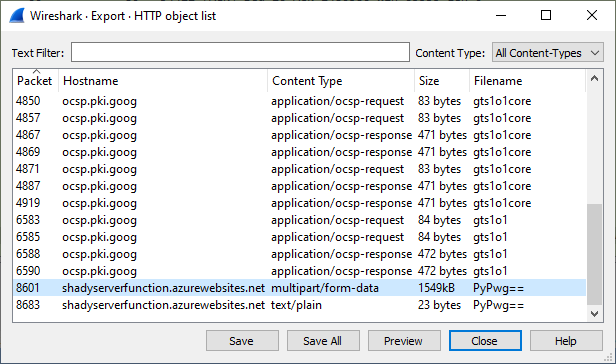 Wireshark · Export · HTTP object list
Text Filter: Content Type: All Content-Types
Packet Hostname Content Type Size Filename
4850 ocsp.pki.goog application/ocsp-request 83 bytes gts1o1core
4857 ocsp.pki.goog application/ocsp-request 83 bytes gts1o1core
4867 ocsp.pki.goog application/ocsp-response 471 bytes gts1o1core
4869 ocsp.pki.goog application/ocsp-response 471 bytes gts1o1core
4871 ocsp.pki.goog application/ocsp-request 83 bytes gts1o1core
4887 ocsp.pki.goog application/ocsp-response 471 bytes gts1o1core
4919 ocsp.pki.goog application/ocsp-response 471 bytes gts1o1core
6583 ocsp.pki.goog application/ocsp-request 84 bytes gts1o1
6585 ocsp.pki.goog application/ocsp-request 84 bytes gts1o1
6588 ocsp.pki.goog application/ocsp-response 472 bytes gts1o1
6590 ocsp.pki.goog application/ocsp-response 472 bytes gts1o1
8601 shadyserverfunction.azurewebsites.net multipart/form-data 1549kB PyPwg==
8683 shadyserverfunction.azurewebsites.net text/plain 23 bytes PyPwg==
Save Save All Preview Close Help